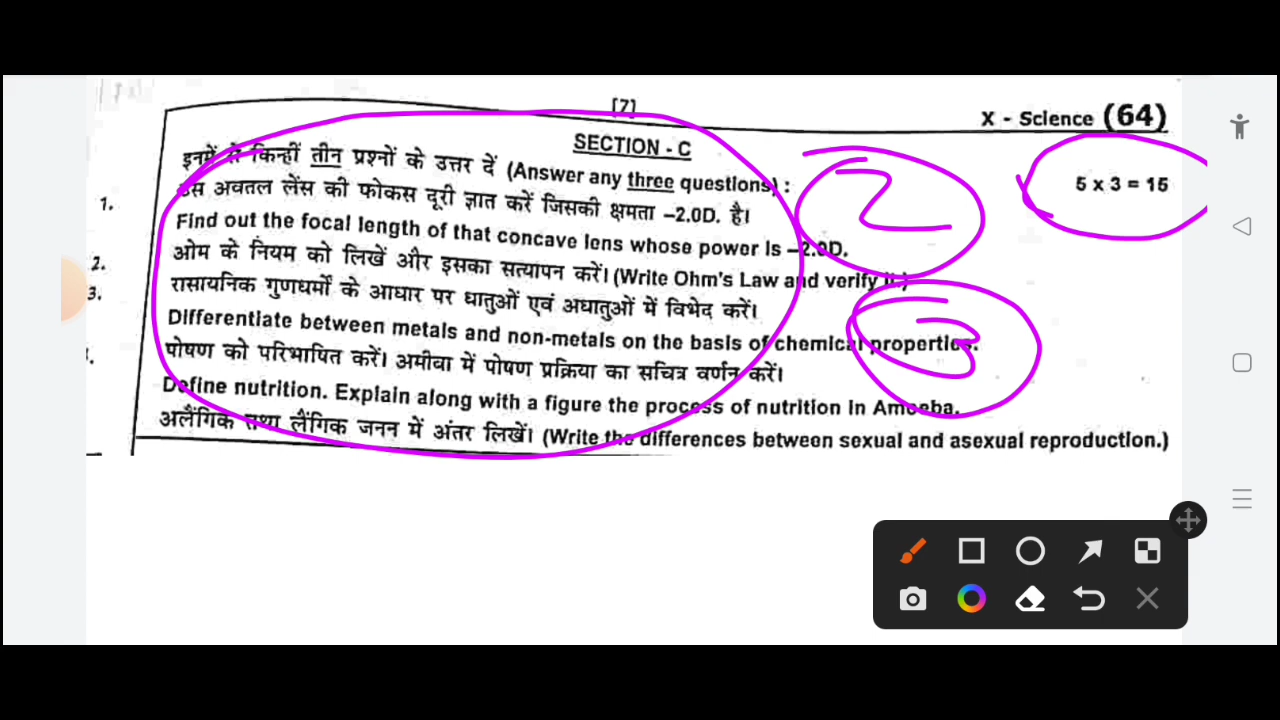 [7]
X - Science (64)
SECTION - C
इनमें से किन्हीं तीन प्रश्नों के उत्तर दें (Answer any three questions) : 5 x 3 = 15
1. उस अवतल लेंस की फोकस दूरी ज्ञात करें जिसकी क्षमता –2.0D. है।
Find out the focal length of that concave lens whose power is –2.0D.
2. ओम के नियम को लिखें और इसका सत्यापन करें। (Write Ohm's Law and verify it.)
3. रासायनिक गुणधर्मों के आधार पर धातुओं एवं अधातुओं में विभेद करें।
Differentiate between metals and non-metals on the basis of chemical properties.
पोषण को परिभाषित करें। अमीबा में पोषण प्रक्रिया का सचित्र वर्णन करें।
Define nutrition. Explain along with a figure the process of nutrition in Amoeba.
अलैंगिक तथा लैंगिक जनन में अंतर लिखें। (Write the differences between sexual and asexual reproduction.)
2
3